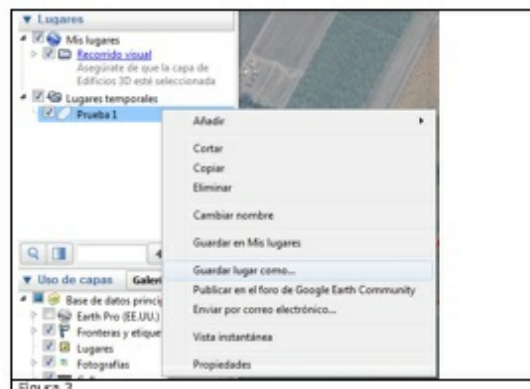 Lugares
Mis lugares
Recorrido visual
Asegúrate de que la capa de
Edificios 3D esté seleccionada
Lugares temporales
Prueba 1
Añadir
Cortar
Copiar
Eliminar
Cambiar nombre
Guardar en Mis lugares
Guardar lugar como...
Publicar en el foro de Google Earth Community
Enviar por correo electrónico...
Vista instantánea
Propiedades
Uso de capas
Galerí
Base de datos princip
Earth Pro (EE.UU.)
Fronteras y etique
Lugares
Fotografías
Figura 3